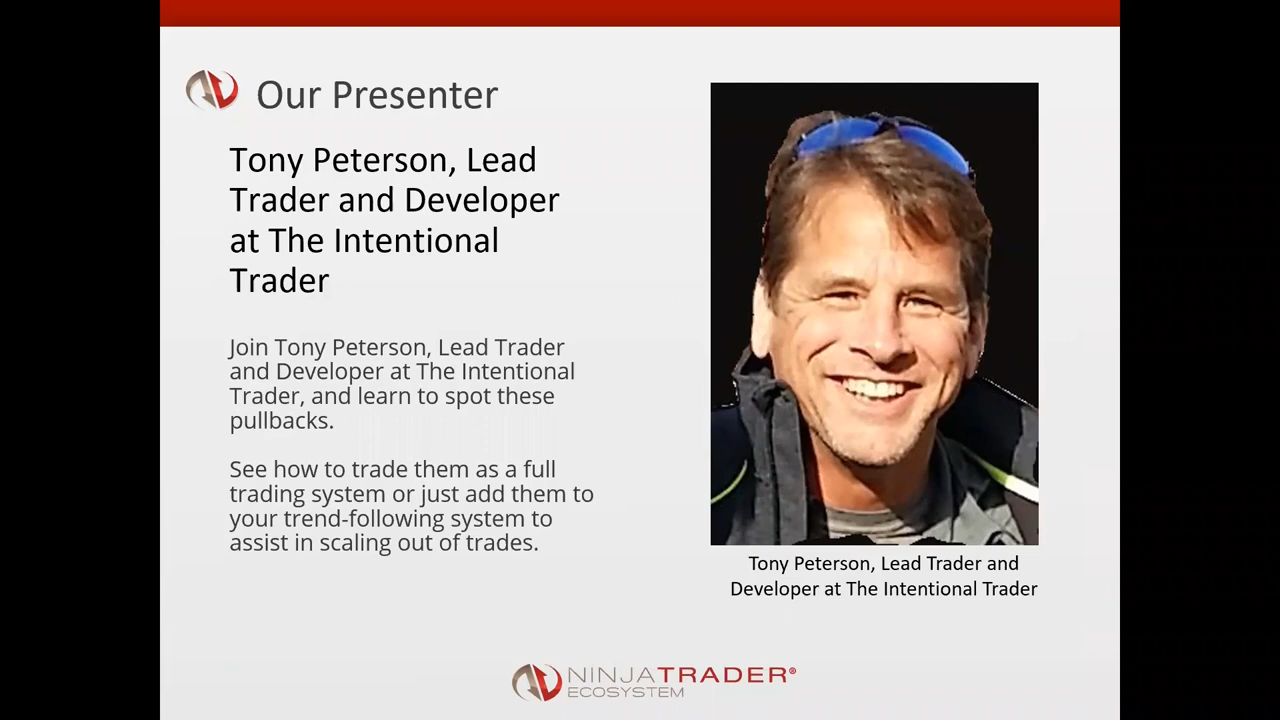 Our Presenter
Tony Peterson, Lead
Trader and Developer
at The Intentional
Trader
Join Tony Peterson, Lead Trader
and Developer at The Intentional
Trader, and learn to spot these
pullbacks.
See how to trade them as a full
trading system or just add them to
your trend-following system to
assist in scaling out of trades.
Tony Peterson, Lead Trader and
Developer at The Intentional Trader
NINJATRADER®
ECOSYSTEM